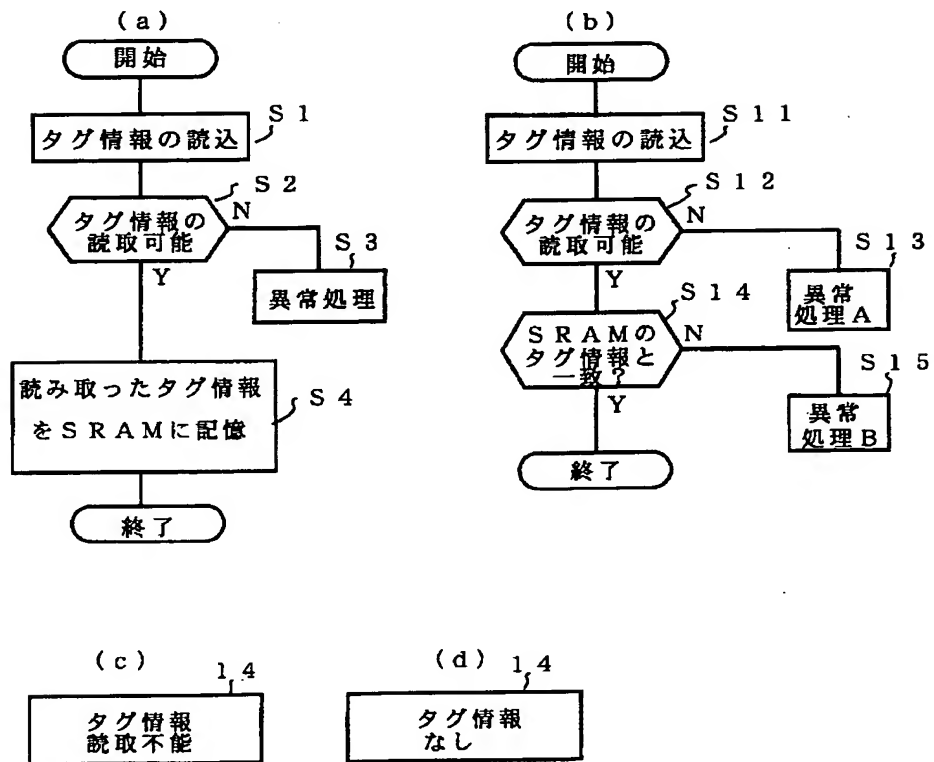 (a)
開始
タグ情報の読込
S1
タグ情報の
読取可能
S2
N
Y
S3
異常処理
読み取ったタグ情報
をSRAMに記憶
S4
終了
(b)
開始
タグ情報の読込
S11
タグ情報の
読取可能
S12
N
Y
S13
異常
処理A
SRAMの
タグ情報と
一致?
S14
N
Y
S15
異常
処理B
終了
(c)
14
タグ情報
読取不能
(d)
14
タグ情報
なし